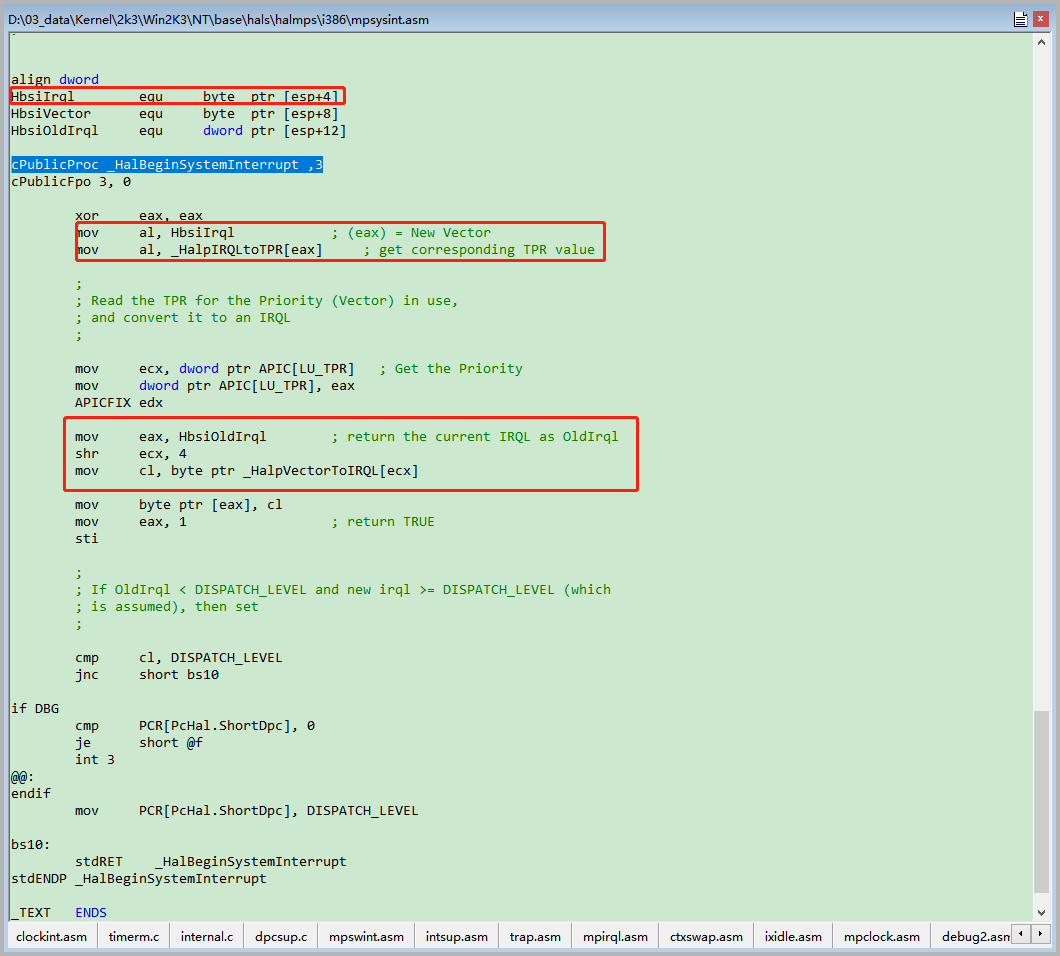 D:\03_data\Kernel\2k3\Win2K3\NT\base\hals\halmps\i386\mpsysint.asm
align dword
HbsiIrql        equ     byte  ptr [esp+4]
HbsiVector      equ     byte  ptr [esp+8]
HbsiOldIrql     equ     dword ptr [esp+12]
cPublicProc _HalBeginSystemInterrupt ,3
cPublicFpo 3, 0
xor     eax, eax
mov     al, HbsiIrql            ; (eax) = New Vector
mov     al, _HalpIRQLtoTPR[eax]     ; get corresponding TPR value
;
; Read the TPR for the Priority (Vector) in use,
; and convert it to an IRQL
;
mov     ecx, dword ptr APIC[LU_TPR]   ; Get the Priority
mov     dword ptr APIC[LU_TPR], eax
APICFIX edx
mov     eax, HbsiOldIrql        ; return the current IRQL as OldIrql
shr     ecx, 4
mov     cl, byte ptr _HalpVectorToIRQL[ecx]
mov     byte ptr [eax], cl
mov     eax, 1                  ; return TRUE
sti
;
; If OldIrql < DISPATCH_LEVEL and new irql >= DISPATCH_LEVEL (which
; is assumed), then set
;
cmp     cl, DISPATCH_LEVEL
jnc     short bs10
if DBG
cmp     PCR[PcHal.ShortDpc], 0
je      short @f
int 3
@@:
endif
mov     PCR[PcHal.ShortDpc], DISPATCH_LEVEL
bs10:
stdRET    _HalBeginSystemInterrupt
stdENDP _HalBeginSystemInterrupt
_TEXT   ENDS
clockint.asm timerm.c internal.c dpcsup.c mpswint.asm intsup.asm trap.asm mpirql.asm ctxswap.asm ixidle.asm mpclock.asm debug2.asm